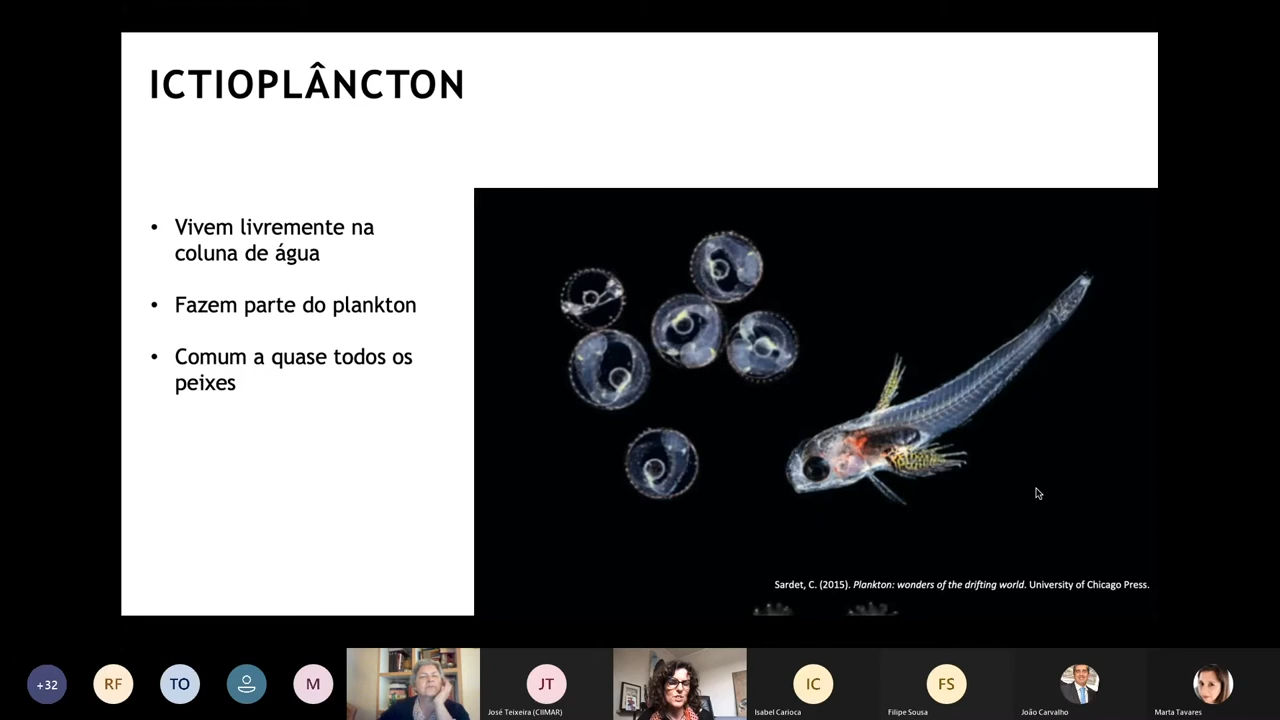 ICTIOPLÂNCTON
• Vivem livremente na
coluna de água
• Fazem parte do plankton
• Comum a quase todos os
peixes
Sardet, C. (2015). Plankton: wonders of the drifting world. University of Chicago Press.
+32
RF
TO
M
JT
José Teixeira (CIIMAR)
IC
Isabel Carioca
FS
Filipe Sousa
João Carvalho
Marta Tavares